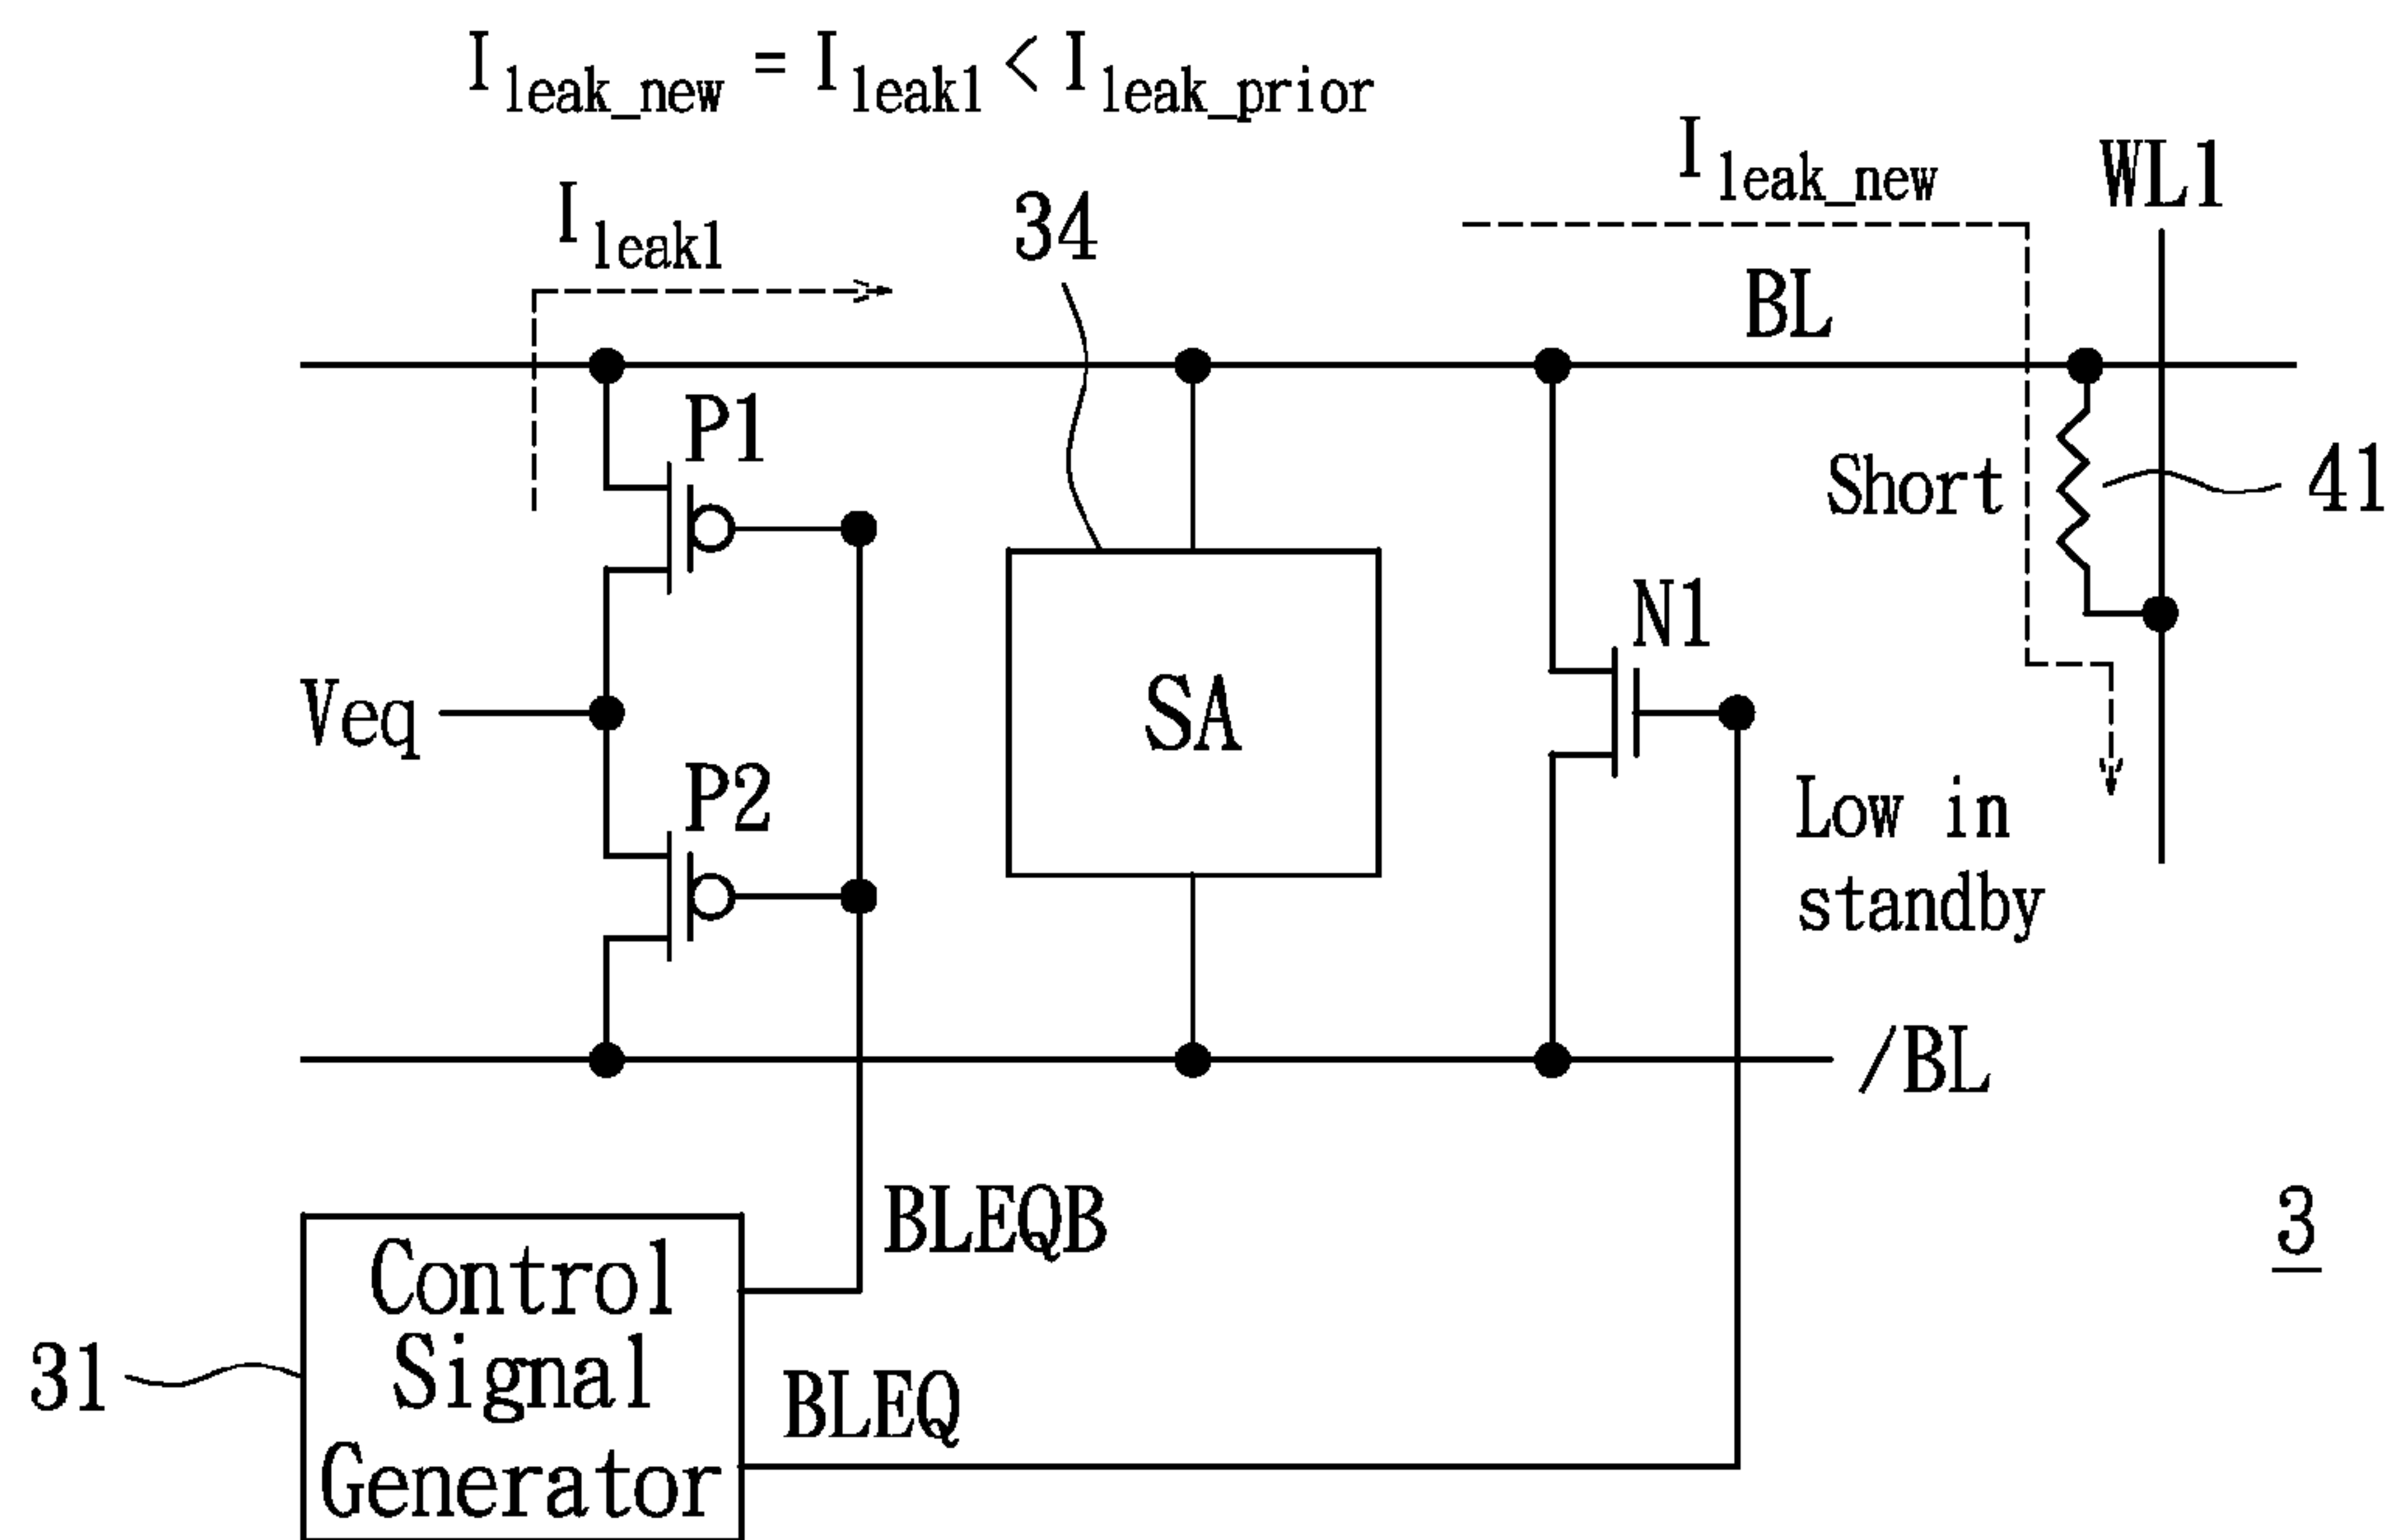 I leak_new = I leak1 < I leak_prior
I leak1
34
I leak_new
WL1
BL
P1
Short
41
N1
Veq
SA
P2
Low in
standby
/BL
BLEQB
3
Control
Signal
Generator
31
BLEQ